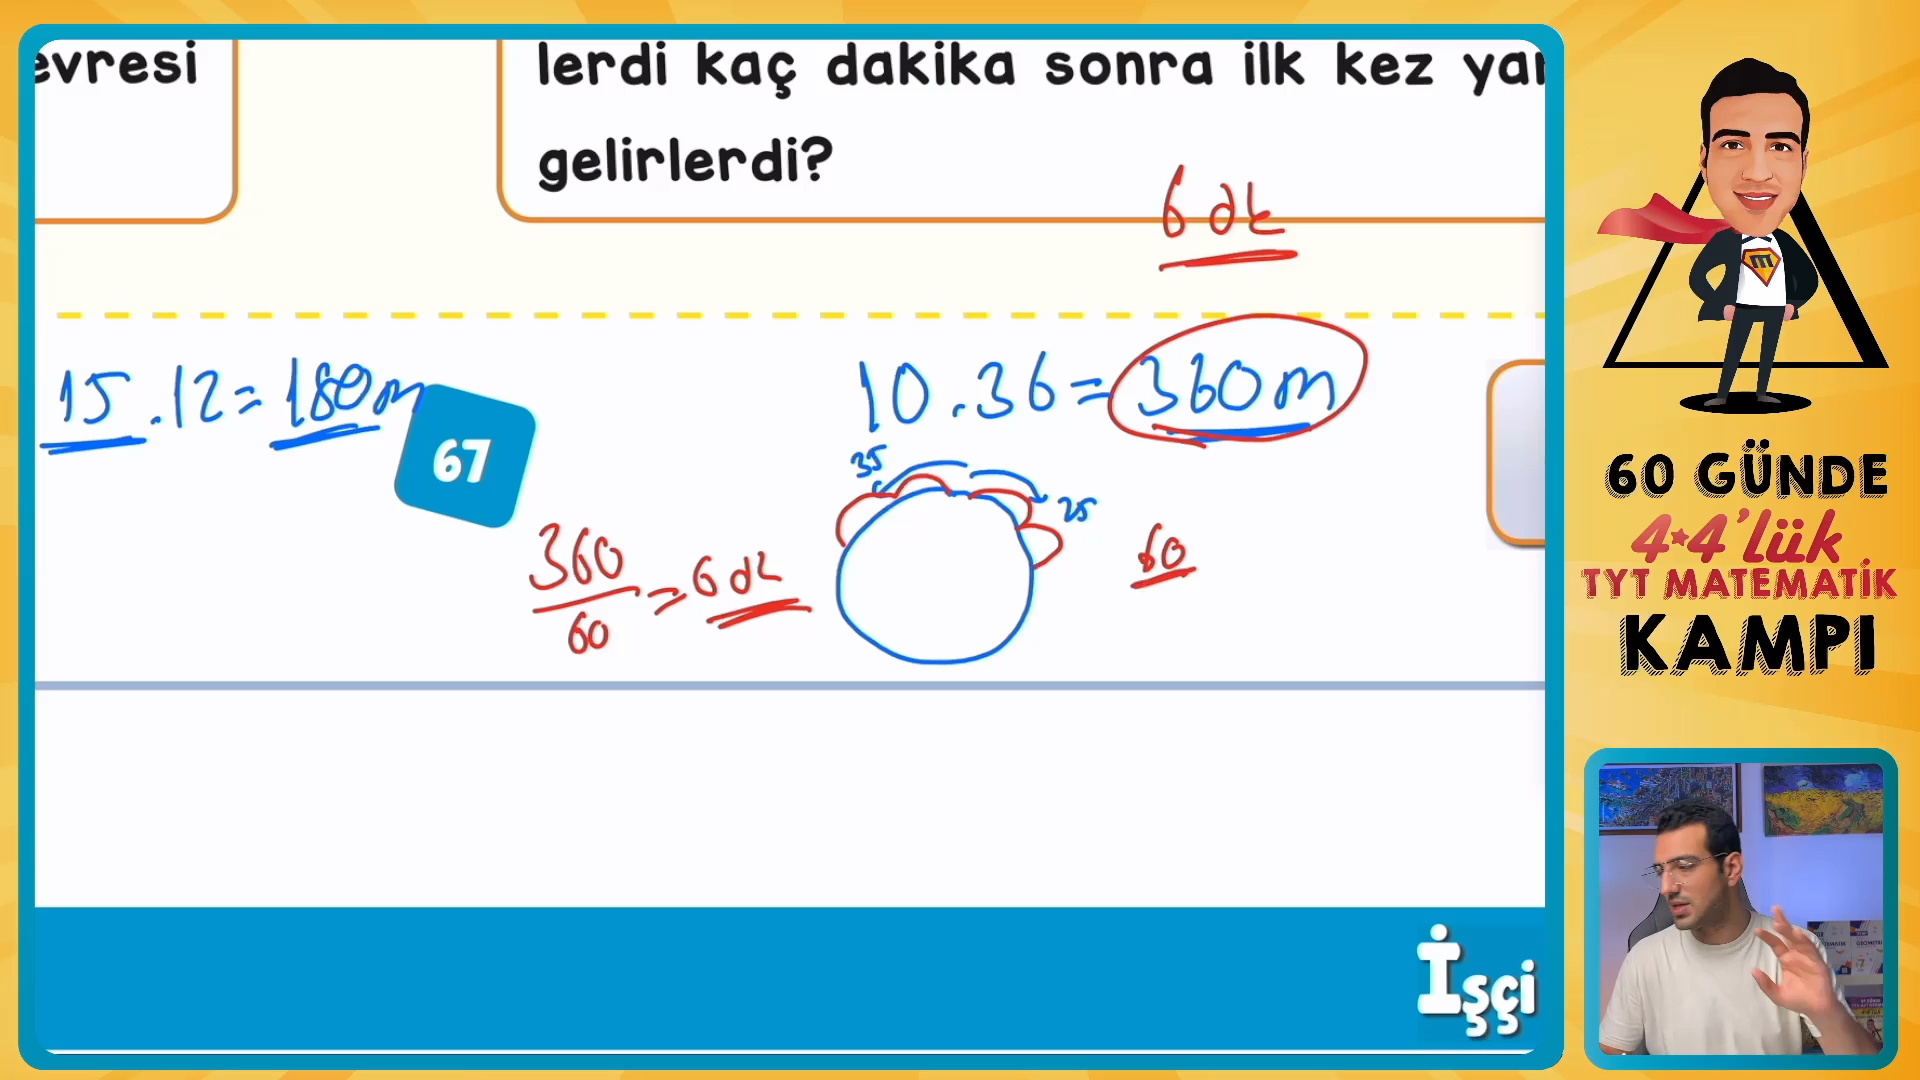 evresi
lerdi kaç dakika sonra ilk kez yan
gelirlerdi?
6 dk
15.12=180m
67
10.36=360m
35
25
360/60=6 dk
60
İşçi
m
60 GÜNDE
4*4'lük
TYT MATEMATİK
KAMPI